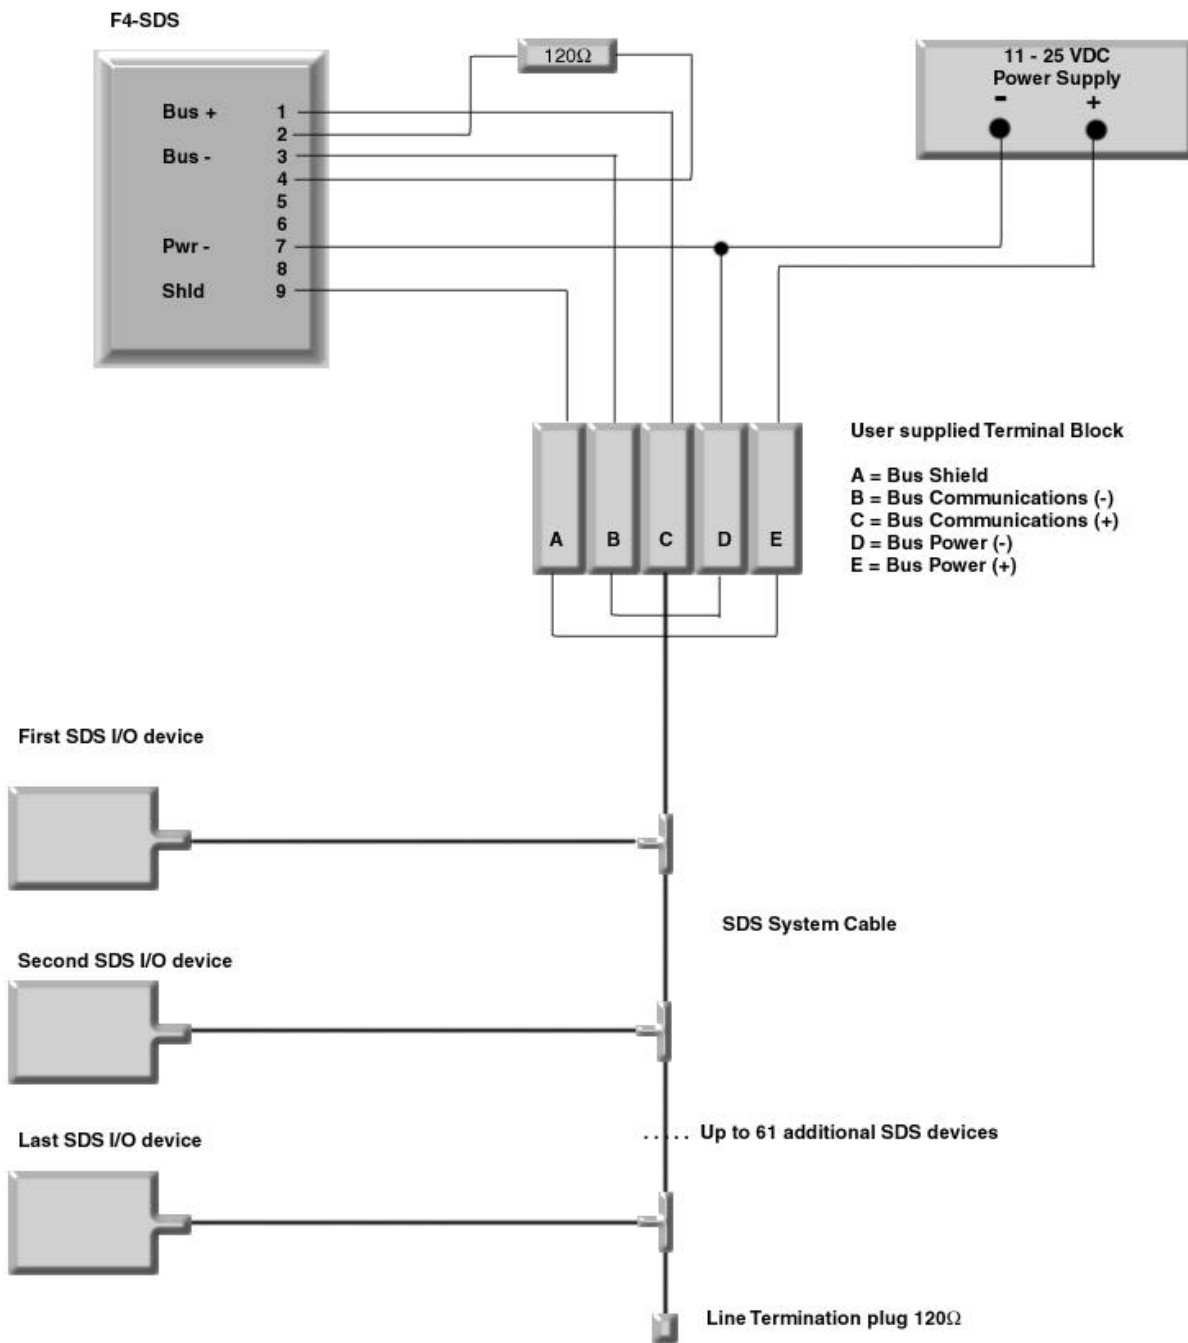 F4-SDS
120Ω
11 - 25 VDC
Power Supply
- +
Bus + 1
2
Bus - 3
4
5
6
Pwr - 7
8
Shld 9
User supplied Terminal Block
A = Bus Shield
B = Bus Communications (-)
C = Bus Communications (+)
D = Bus Power (-)
E = Bus Power (+)
A B C D E
First SDS I/O device
SDS System Cable
Second SDS I/O device
Last SDS I/O device
..... Up to 61 additional SDS devices
Line Termination plug 120Ω